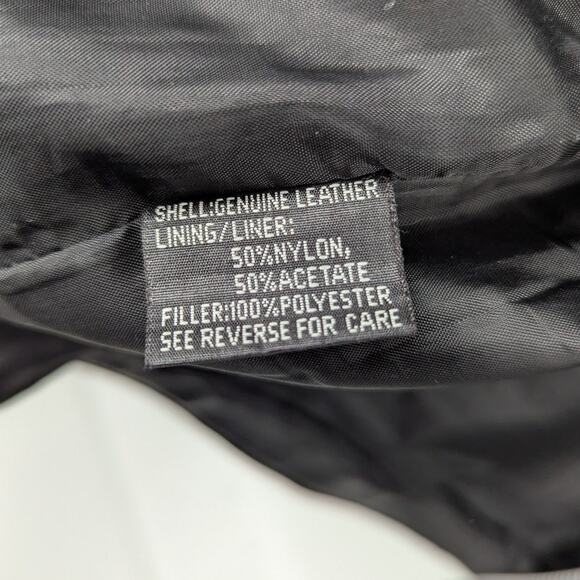 SHELL:GENUINE LEATHER
LINING/LINER:
50%NYLON,
50%ACETATE
FILLER:100%POLYESTER
SEE REVERSE FOR CARE